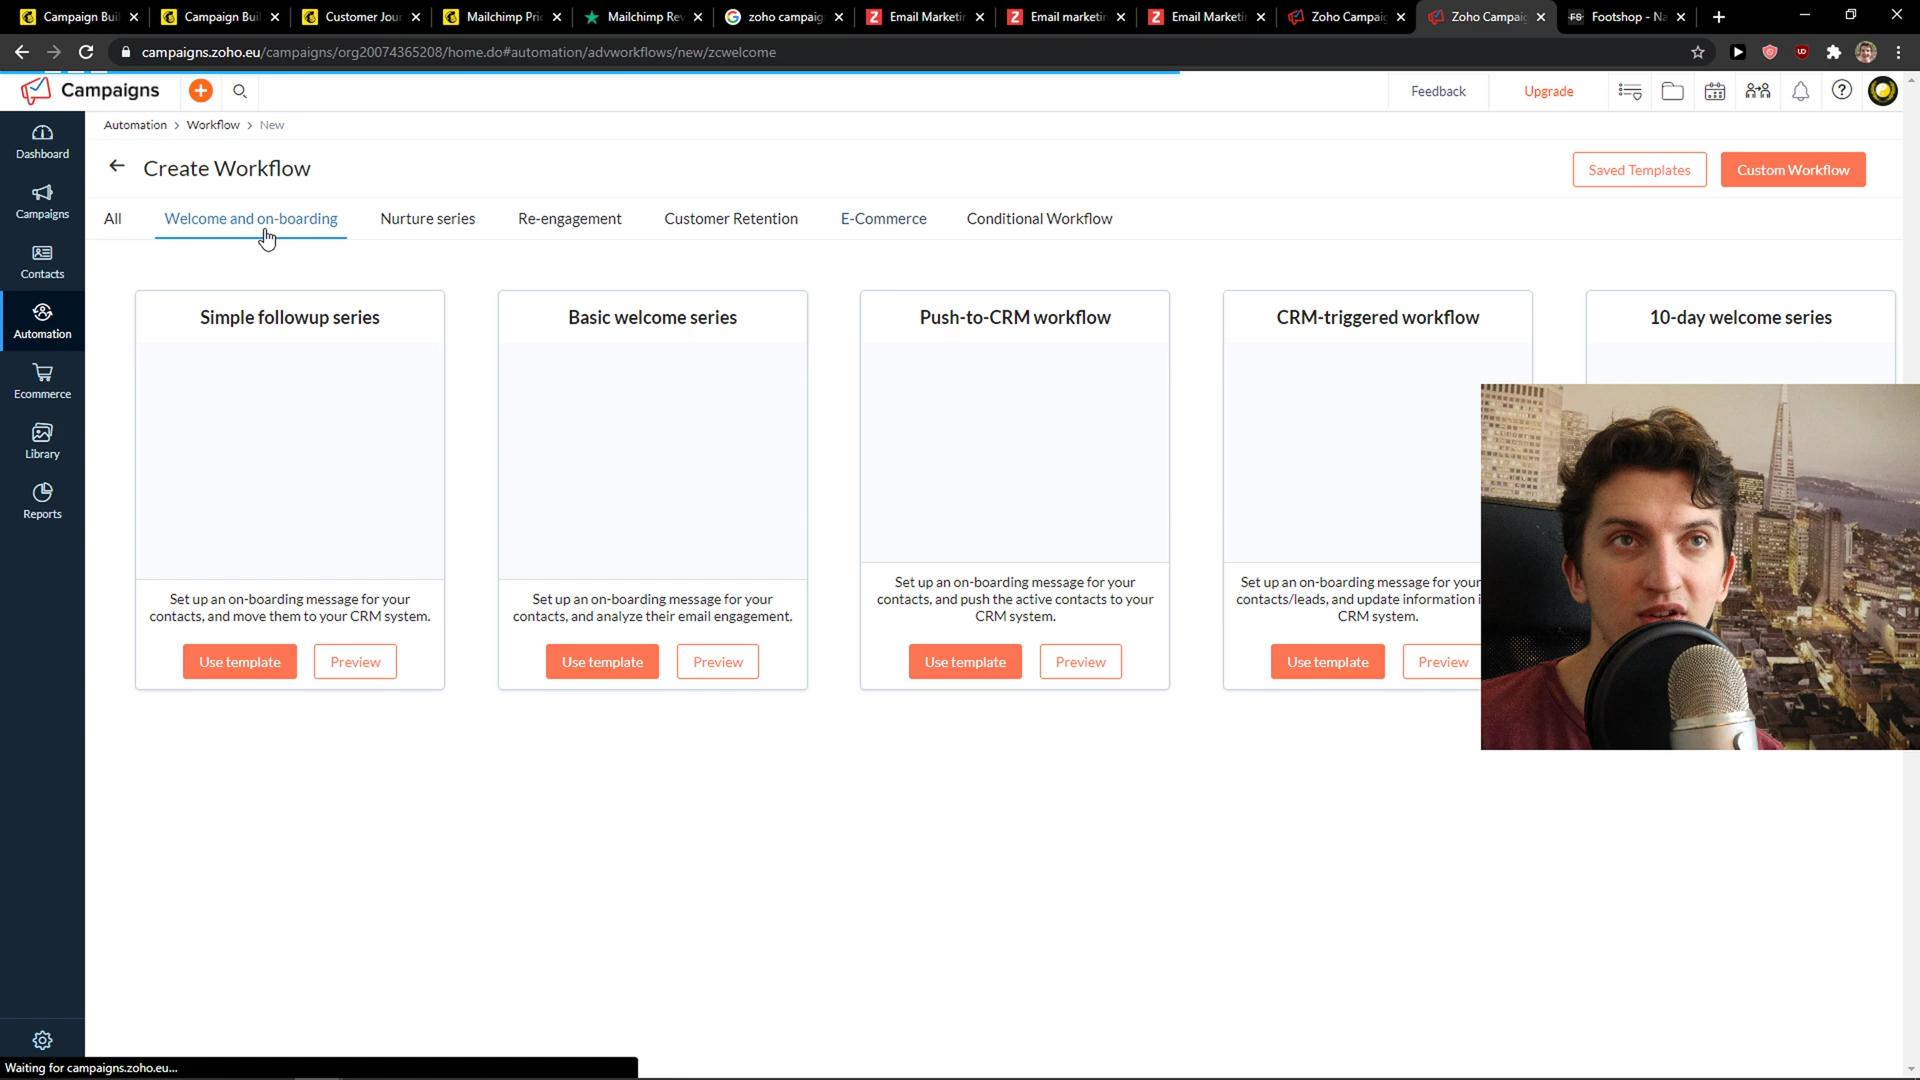 Campaign Buil
Campaign Buil
Customer Jour
Mailchimp Pric
Mailchimp Rev
zoho campaig
Email Marketin
Email marketin
Email Marketin
Zoho Campaig
Zoho Campaig
FS Footshop - Na
campaigns.zoho.eu/campaigns/org20074365208/home.do#automation/advworkflows/new/zcwelcome
Campaigns
Feedback
Upgrade
Automation > Workflow > New
Create Workflow
Saved Templates
Custom Workflow
All
Welcome and on-boarding
Nurture series
Re-engagement
Customer Retention
E-Commerce
Conditional Workflow
Dashboard
Campaigns
Contacts
Automation
Ecommerce
Library
Reports
Simple followup series
Set up an on-boarding message for your
contacts, and move them to your CRM system.
Use template
Preview
Basic welcome series
Set up an on-boarding message for your
contacts, and analyze their email engagement.
Use template
Preview
Push-to-CRM workflow
Set up an on-boarding message for your
contacts, and push the active contacts to your
CRM system.
Use template
Preview
CRM-triggered workflow
Set up an on-boarding message for your
contacts/leads, and update information i
CRM system.
Use template
Preview
10-day welcome series
Waiting for campaigns.zoho.eu...